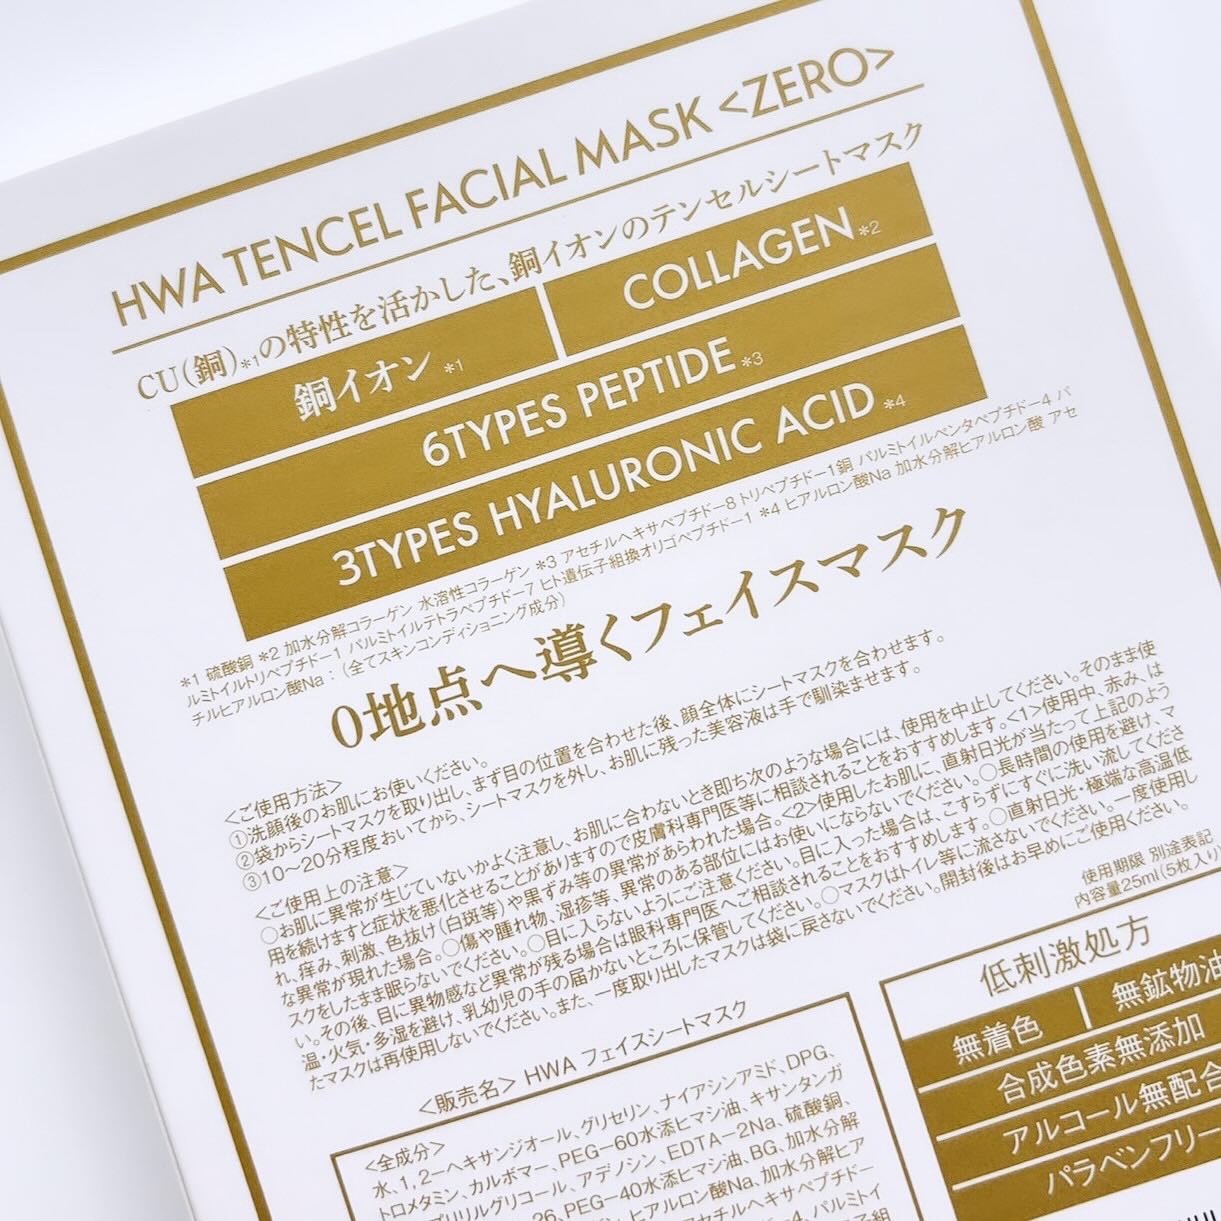 HWA TENCEL FACIAL MASK <ZERO>
CU(銅)*1の特性を活かした、銅イオンのテンセルシートマスク
銅イオン *1
COLLAGEN *2
6TYPES PEPTIDE *3
3TYPES HYALURONIC ACID *4
*1 硫酸銅 *2 加水分解コラーゲン 水溶性コラーゲン *3 アセチルヘキサペプチドー8 トリペプチドー1銅 パルミトイルペンタペプチドー4 パ
ルミトイルトリペプチドー1 パルミトイルテトラペプチドー7 ヒト遺伝子組換オリゴペプチドー1 *4 ヒアルロン酸Na 加水分解ヒアルロン酸 アセ
チルヒアルロン酸Na:(全てスキンコンディショニング成分)
0地点へ導くフェイスマスク
<ご使用方法>
①洗顔後のお肌にお使いください。
②袋からシートマスクを取り出し、まず目の位置を合わせた後、顔全体にシートマスクを合わせます。
③10〜20分程度おいてから、シートマスクを外し、お肌に残った美容液は手で馴染ませます。
<ご使用上の注意>
○お肌に異常が生じていないかよく注意し、お肌に合わないとき即ち次のような場合には、使用を中止してください。そのまま使
用を続けますと症状を悪化させることがありますので皮膚科専門医等に相談されることをおすすめします。<1>使用中、赤み、は
れ、痒み、刺激、色抜け(白斑等)や黒ずみ等の異常があらわれた場合。<2>使用したお肌に、直射日光が当たって上記のよう
な異常が現れた場合。○傷や腫れ物、湿疹等、異常のある部位にはお使いにならないでください。○長時間の使用を避け、マ
スクをしたまま眠らないでください。○目に入らないようにご注意ください。目に入った場合は、こすらずにすぐに洗い流してくださ
い。その後、目に異物感など異常が残る場合は眼科専門医へご相談されることをおすすめします。○直射日光・極端な高温低
温・火気・多湿を避け、乳幼児の手の届かないところに保管してください。○マスクはトイレ等に流さないでください。一度使用し
たマスクは再使用しないでください。また、一度取り出したマスクは袋に戻さないでください。開封後はお早めにご使用ください。
使用期限 別途表記
内容量25ml(5枚入り)
<販売名> HWA フェイスシートマスク
<全成分>
水、1,2-ヘキサンジオール、グリセリン、ナイアシンアミド、DPG、
トロメタミン、カルボマー、PEG-60水添ヒマシ油、キサンタンガ
プリリルグリコール、アデノシン、EDTA-2Na、硫酸銅、
26、PEG-40水添ヒマシ油、BG、加水分解
ヒアルロン酸Na、加水分解ヒア
アセチルヘキサペプチドー
4、パルミトイ
低刺激処方
無着色
無鉱物油
合成色素無添加
アルコール無配合
パラベンフリー